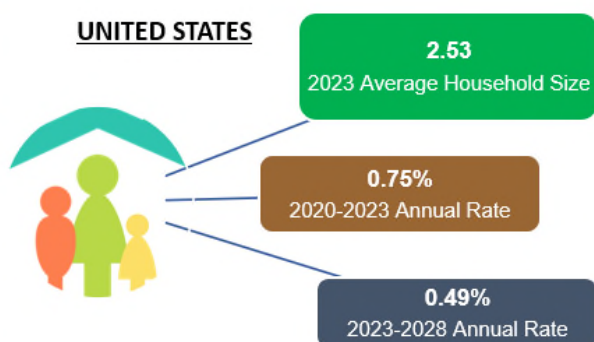 UNITED STATES
2.53
2023 Average Household Size
0.75%
2020-2023 Annual Rate
0.49%
2023-2028 Annual Rate